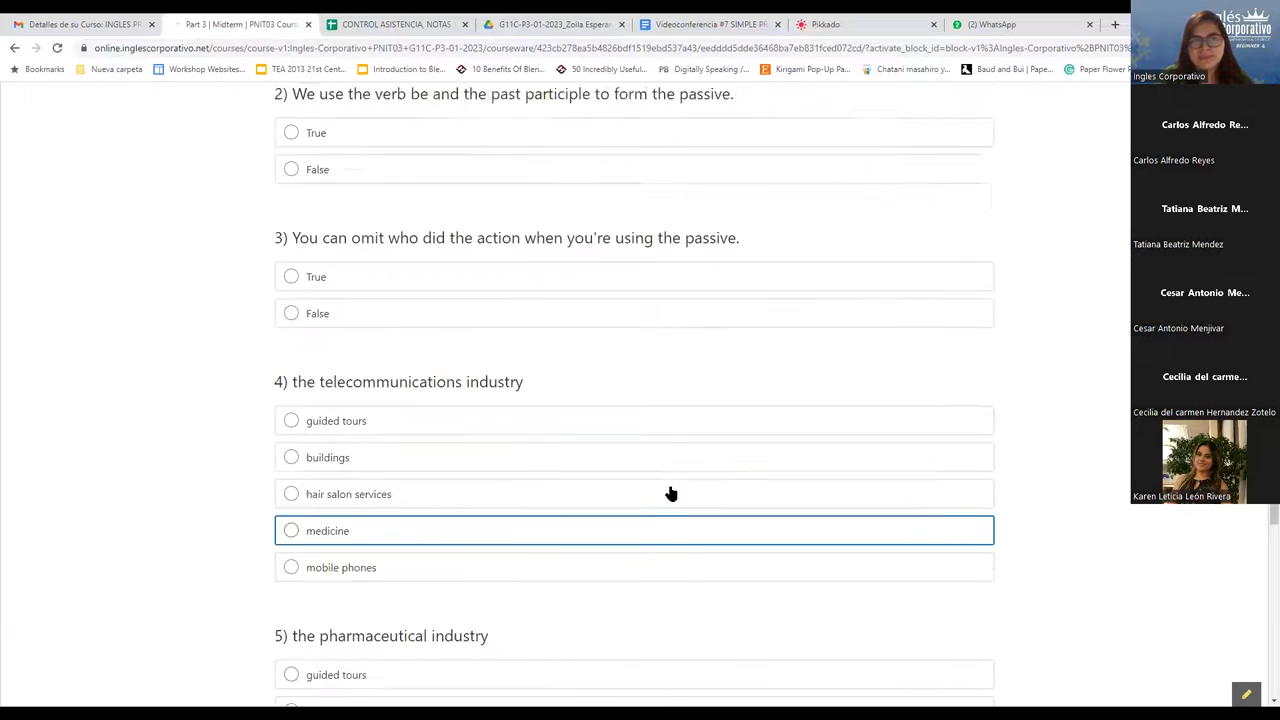 Detalles de su Curso: INGLES PR
Part 3 | Midterm | PNIT03 Cours
CONTROL ASISTENCIA, NOTAS
G11C-P3-01-2023_Zoila Esperan
Videoconferencia #7 SIMPLE PR
Pikkado
(2) WhatsApp
Bookmarks
Nueva carpeta
Workshop Websites...
TEA 2013 21st Cent...
Introduction to Ble...
10 Benefits Of Blen...
50 Incredibly Useful...
Digitally Speaking /...
Kirigami Pop-Up Pa...
Chatani masahiro y...
Baud and Bui | Pape...
Paper Flower
2) We use the verb be and the past participle to form the passive.
True
False
3) You can omit who did the action when you're using the passive.
True
False
4) the telecommunications industry
guided tours
buildings
hair salon services
medicine
mobile phones
5) the pharmaceutical industry
guided tours
Ingles Corporativo
Carlos Alfredo Re...
Carlos Alfredo Reyes
Tatiana Beatriz M...
Tatiana Beatriz Mendez
Cesar Antonio Me...
Cesar Antonio Menjivar
Cecilia del carme...
Cecilia del carmen Hernandez Zotelo
Karen Leticia León Rivera